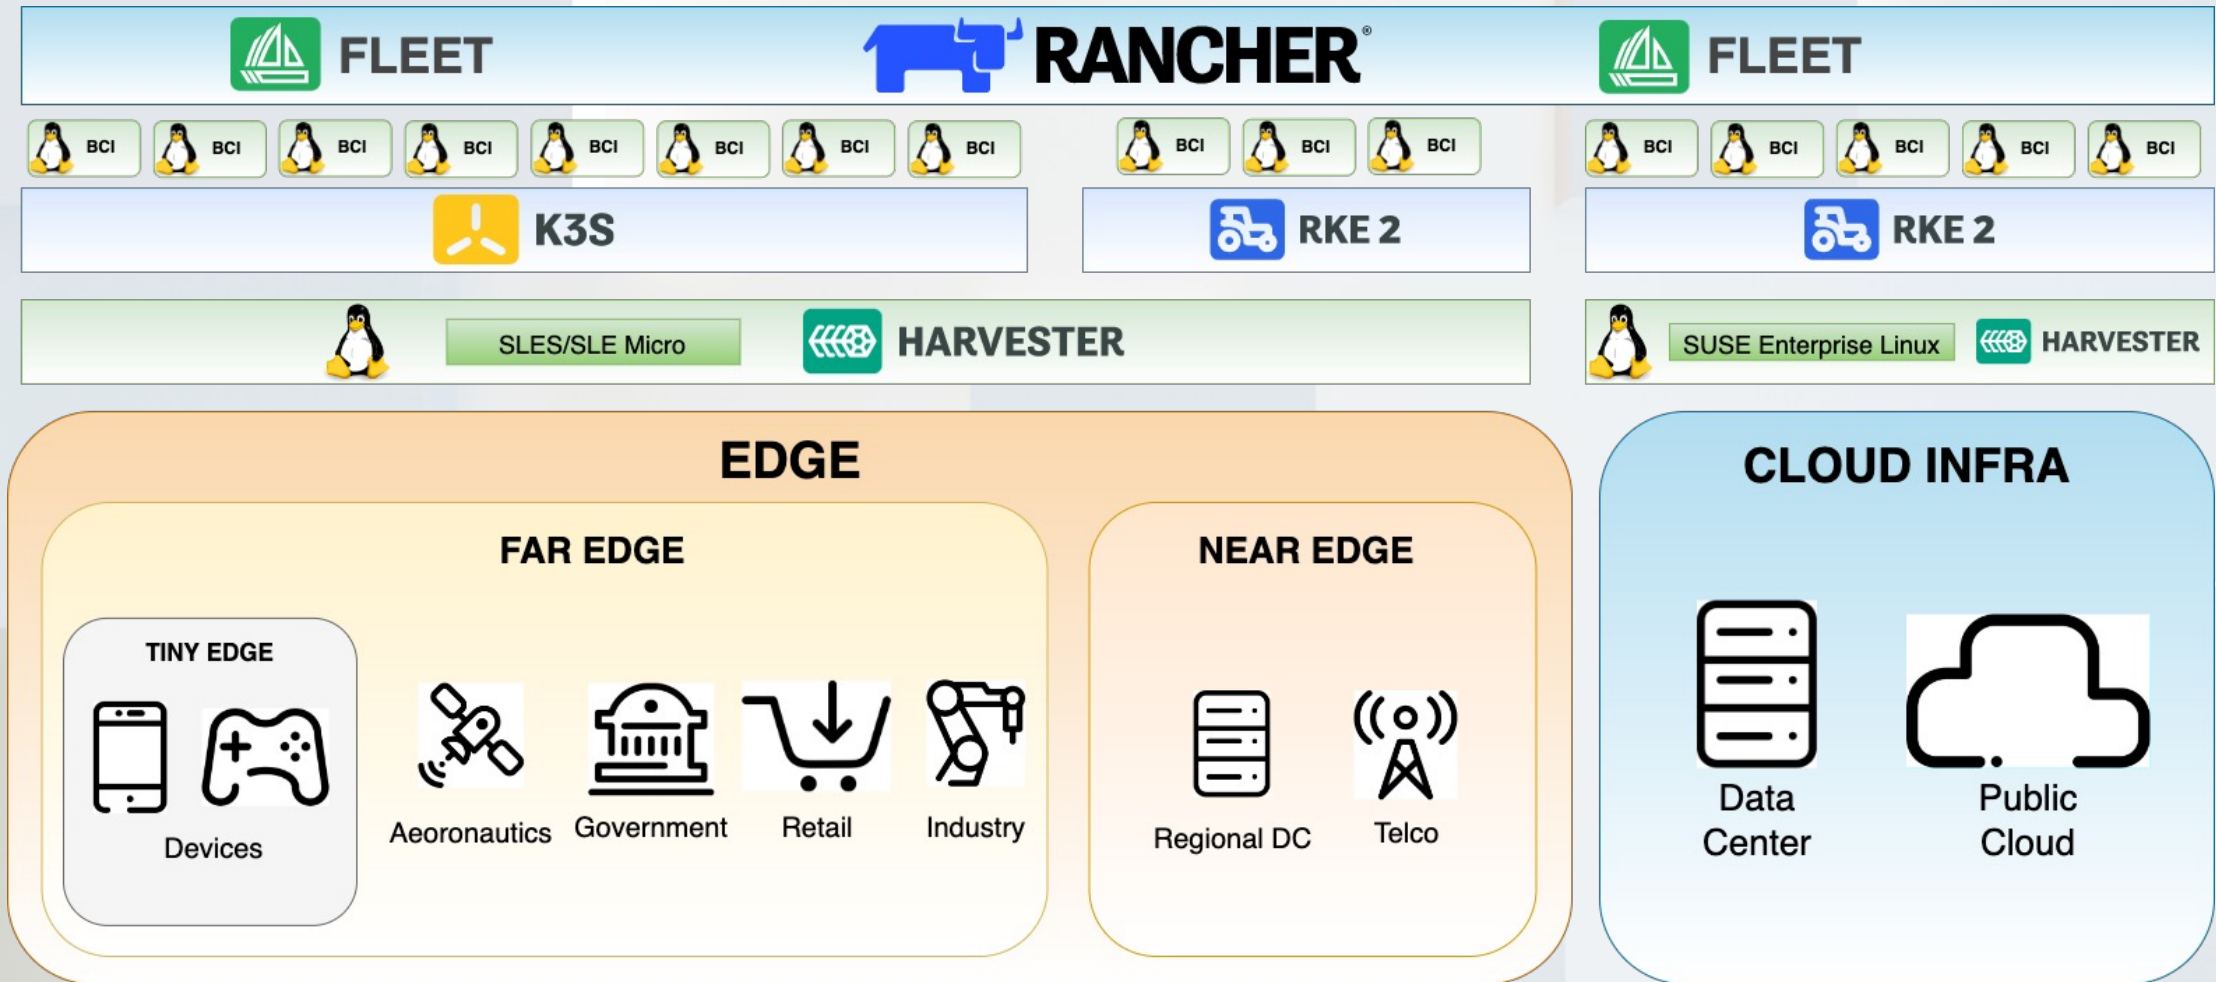 FLEET
RANCHER®
FLEET
BCI BCI BCI BCI BCI BCI BCI BCI
BCI BCI BCI
BCI BCI BCI BCI BCI
K3S
RKE 2
RKE 2
SLES/SLE Micro
HARVESTER
SUSE Enterprise Linux
HARVESTER
EDGE
FAR EDGE
TINY EDGE
Devices
Aeoronautics
Government
Retail
Industry
NEAR EDGE
Regional DC
Telco
CLOUD INFRA
Data
Center
Public
Cloud